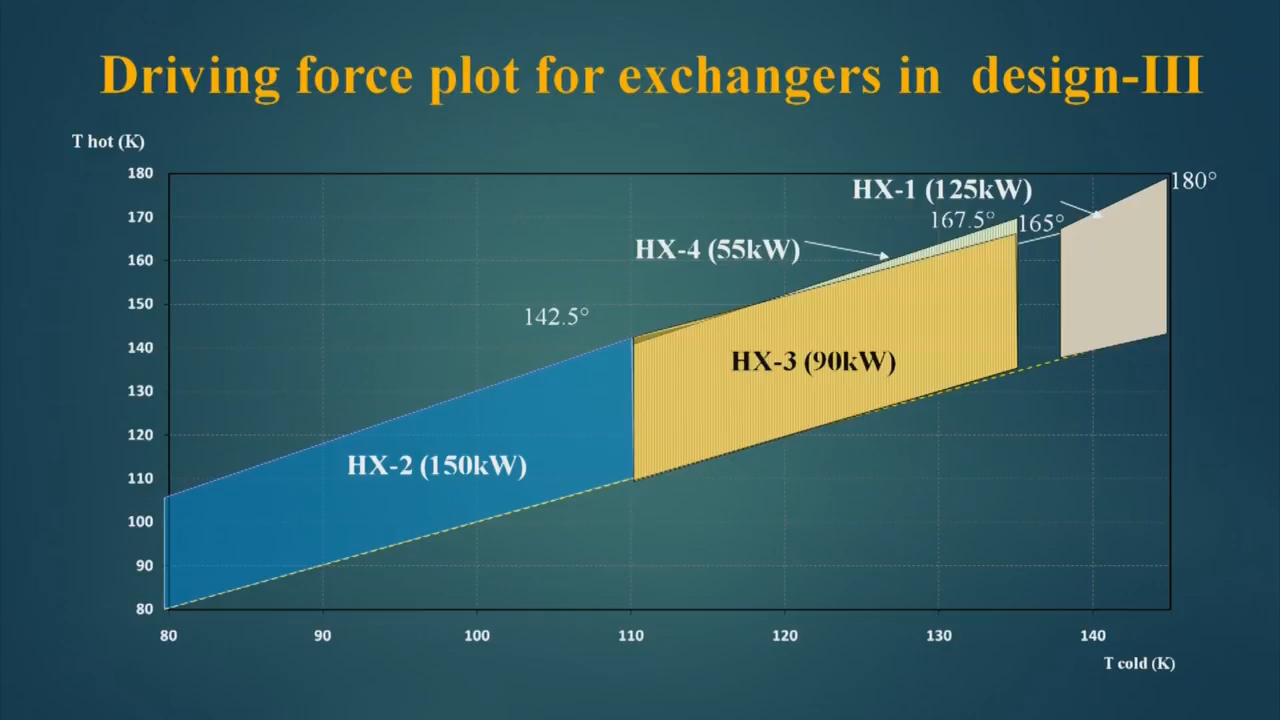 Driving force plot for exchangers in design-III
T hot (K)
180
170
160
150
140
130
120
110
100
90
80
HX-1 (125kW)
180°
167.5°
165°
HX-4 (55kW)
142.5°
HX-3 (90kW)
HX-2 (150kW)
80 90 100 110 120 130 140
T cold (K)